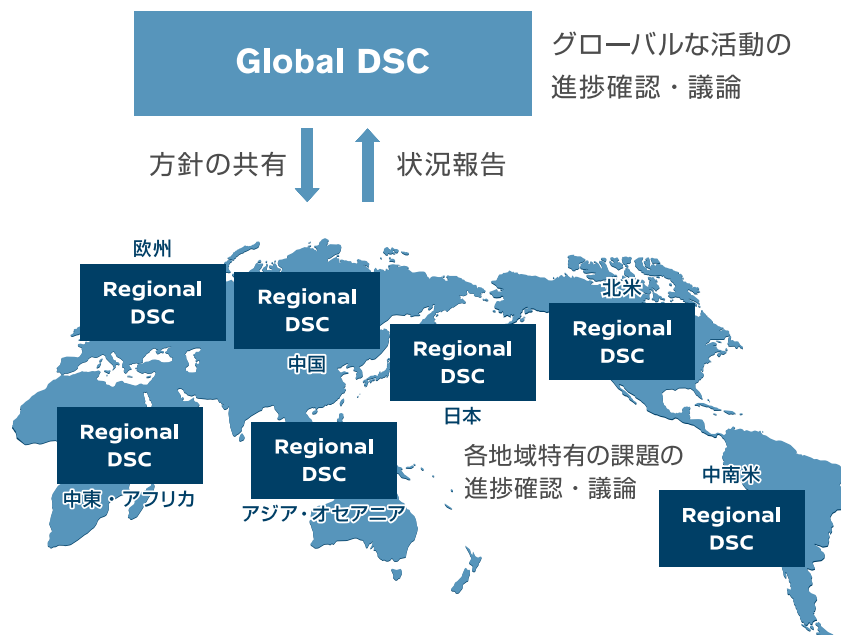 Global DSC
グローバルな活動の
進捗確認・議論
方針の共有
状況報告
欧州
Regional
DSC
Regional
DSC
中国
Regional
DSC
日本
北米
Regional
DSC
Regional
DSC
中東・アフリカ
Regional
DSC
アジア・オセアニア
各地域特有の課題の
進捗確認・議論
中南米
Regional
DSC